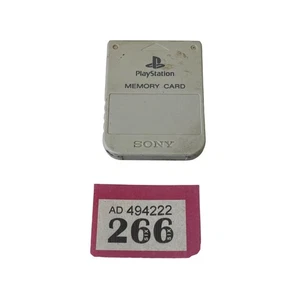 PlayStation
MEMORY CARD
SONY
AD 494222
266